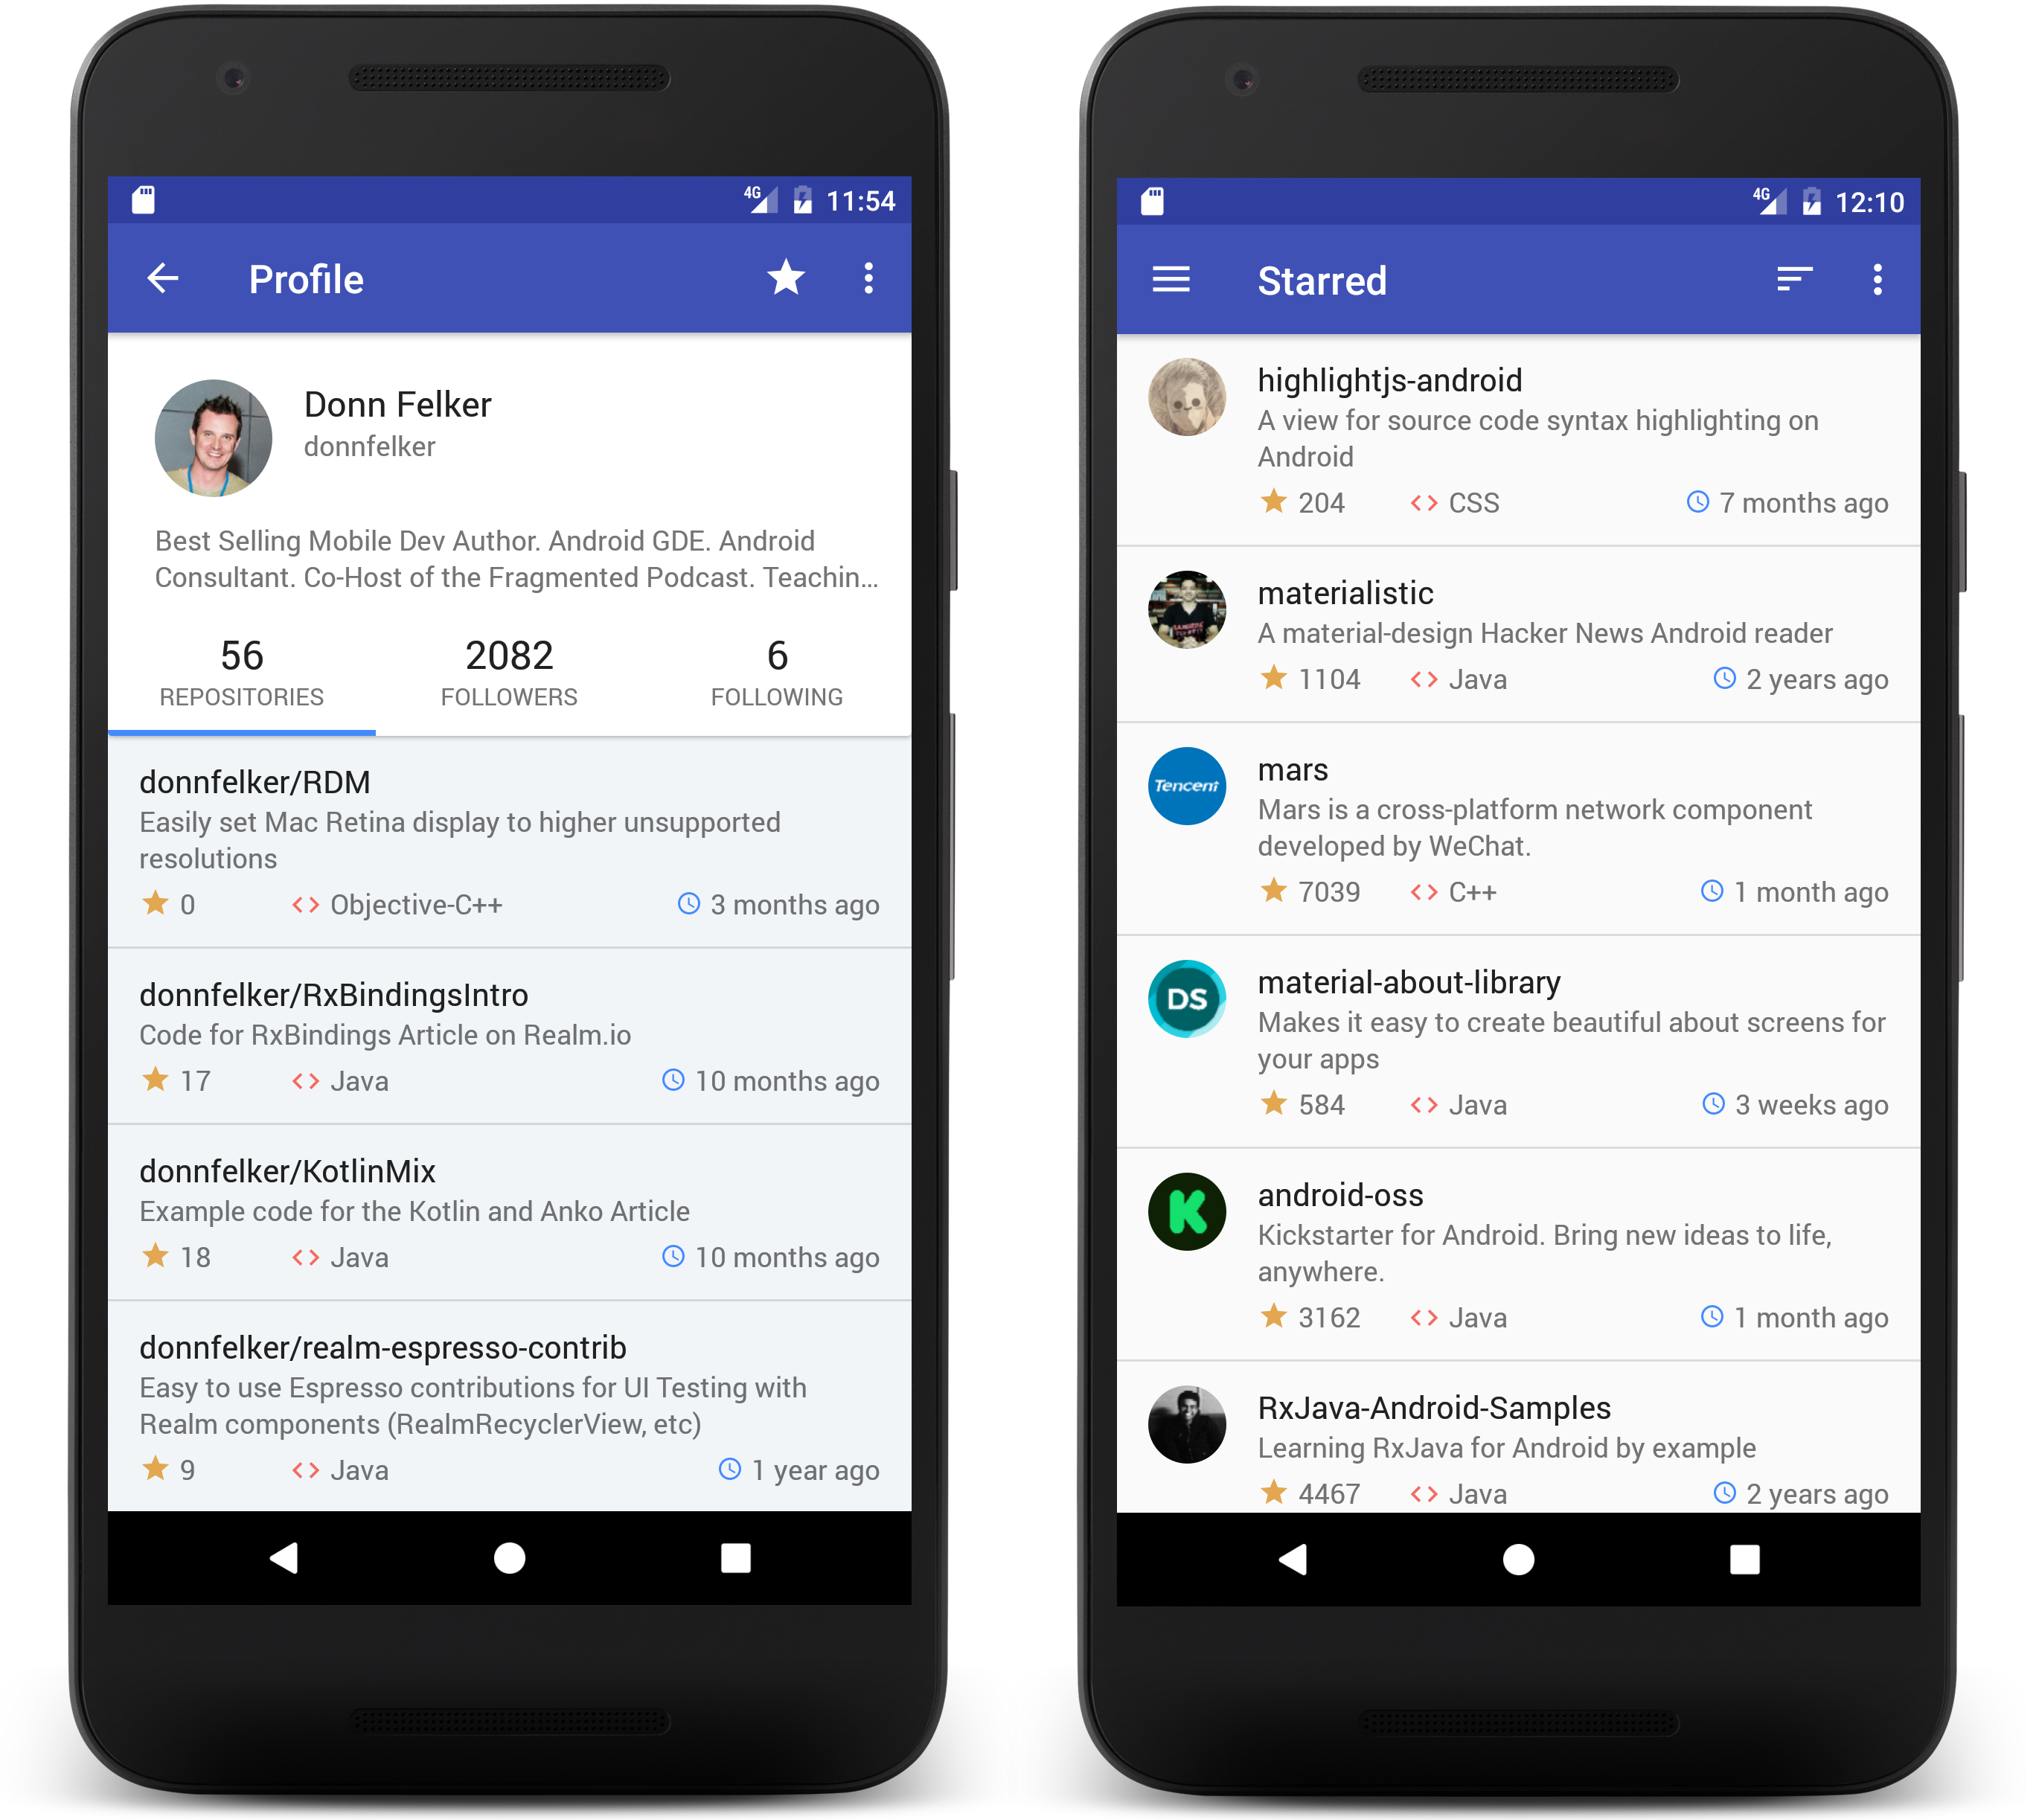 4G 11:54
Profile
Donn Felker
donnfelker
Best Selling Mobile Dev Author. Android GDE. Android
Consultant. Co-Host of the Fragmented Podcast. Teachin...
56 2082 6
REPOSITORIES FOLLOWERS FOLLOWING
donnfelker/RDM
Easily set Mac Retina display to higher unsupported
resolutions
0 <> Objective-C++ 3 months ago
donnfelker/RxBindingsIntro
Code for RxBindings Article on Realm.io
17 <> Java 10 months ago
donnfelker/KotlinMix
Example code for the Kotlin and Anko Article
18 <> Java 10 months ago
donnfelker/realm-espresso-contrib
Easy to use Espresso contributions for UI Testing with
Realm components (RealmRecyclerView, etc)
9 <> Java 1 year ago
4G 12:10
Starred
highlightjs-android
A view for source code syntax highlighting on
Android
204 <> CSS 7 months ago
materialistic
A material-design Hacker News Android reader
1104 <> Java 2 years ago
Tencent
mars
Mars is a cross-platform network component
developed by WeChat.
7039 <> C++ 1 month ago
DS
material-about-library
Makes it easy to create beautiful about screens for
your apps
584 <> Java 3 weeks ago
K
android-oss
Kickstarter for Android. Bring new ideas to life,
anywhere.
3162 <> Java 1 month ago
RxJava-Android-Samples
Learning RxJava for Android by example
4467 <> Java 2 years ago